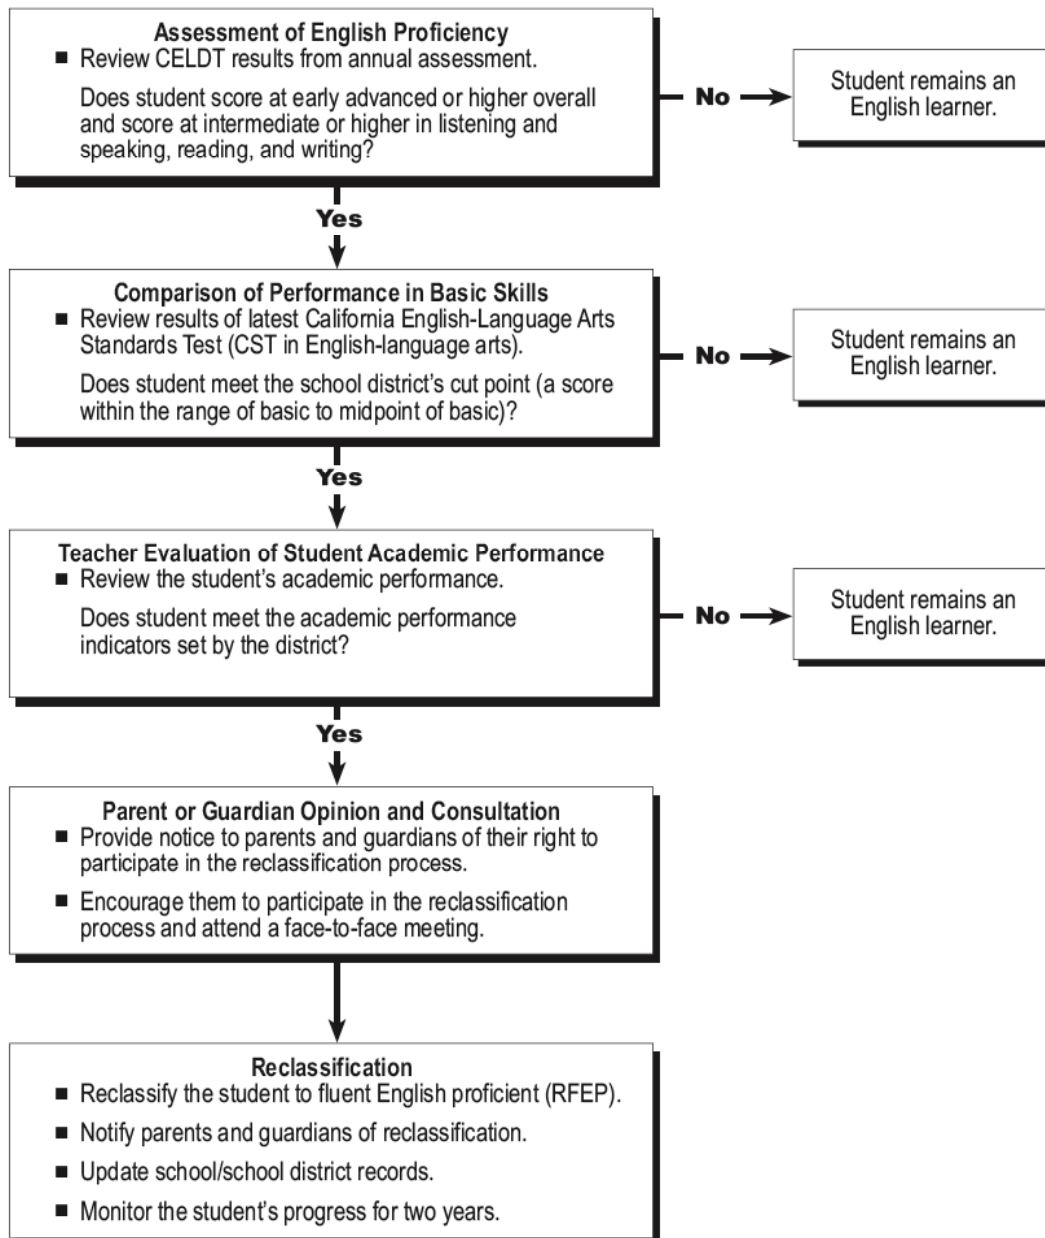 Assessment of English Proficiency
■ Review CELDT results from annual assessment.
Does student score at early advanced or higher overall
and score at intermediate or higher in listening and
speaking, reading, and writing?
No
Student remains an
English learner.
Yes
Comparison of Performance in Basic Skills
■ Review results of latest California English-Language Arts
Standards Test (CST in English-language arts).
Does student meet the school district's cut point (a score
within the range of basic to midpoint of basic)?
No
Student remains an
English learner.
Yes
Teacher Evaluation of Student Academic Performance
■ Review the student's academic performance.
Does student meet the academic performance
indicators set by the district?
No
Student remains an
English learner.
Yes
Parent or Guardian Opinion and Consultation
■ Provide notice to parents and guardians of their right to
participate in the reclassification process.
■ Encourage them to participate in the reclassification
process and attend a face-to-face meeting.
Reclassification
■ Reclassify the student to fluent English proficient (RFEP).
■ Notify parents and guardians of reclassification.
■ Update school/school district records.
■ Monitor the student's progress for two years.